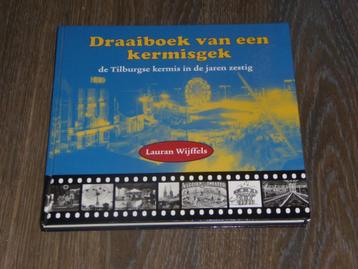 Draaiboek van een
kermisgek
de Tilburgse kermis in de jaren zestig
Lauran Wijffels